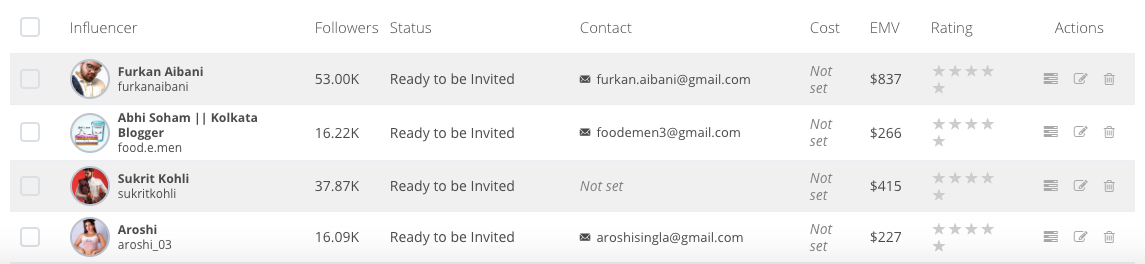 Influencer Followers Status Contact Cost EMV Rating Actions
Furkan Aibani
furkanaibani
53.00K Ready to be Invited furkan.aibani@gmail.com Not
set
$837
Abhi Soham || Kolkata
Blogger
food.e.men
16.22K Ready to be Invited foodemen3@gmail.com Not
set
$266
Sukrit Kohli
sukritkohli
37.87K Ready to be Invited Not set Not
set
$415
Aroshi
aroshi_03
16.09K Ready to be Invited aroshisingla@gmail.com Not
set
$227